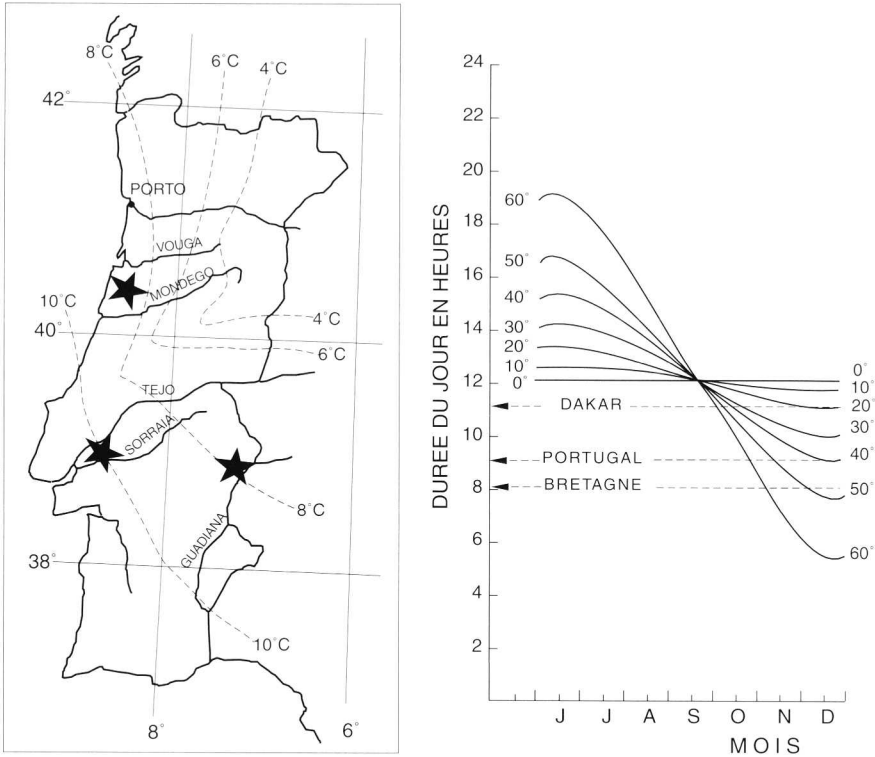 8°C
6°C
4°C
42°
PORTO
VOUGA
MONDEGO
10°C
4°C
40°
6°C
TEJO
SORRAIA
8°C
GUADIANA
38°
10°C
8°
6°
DUREE DU JOUR EN HEURES
24
22
20
18
16
14
12
10
8
6
4
2
60°
50°
40°
30°
20°
10°
0°
0°
10°
20°
30°
40°
50°
60°
DAKAR
PORTUGAL
BRETAGNE
J J A S O N D
MOIS